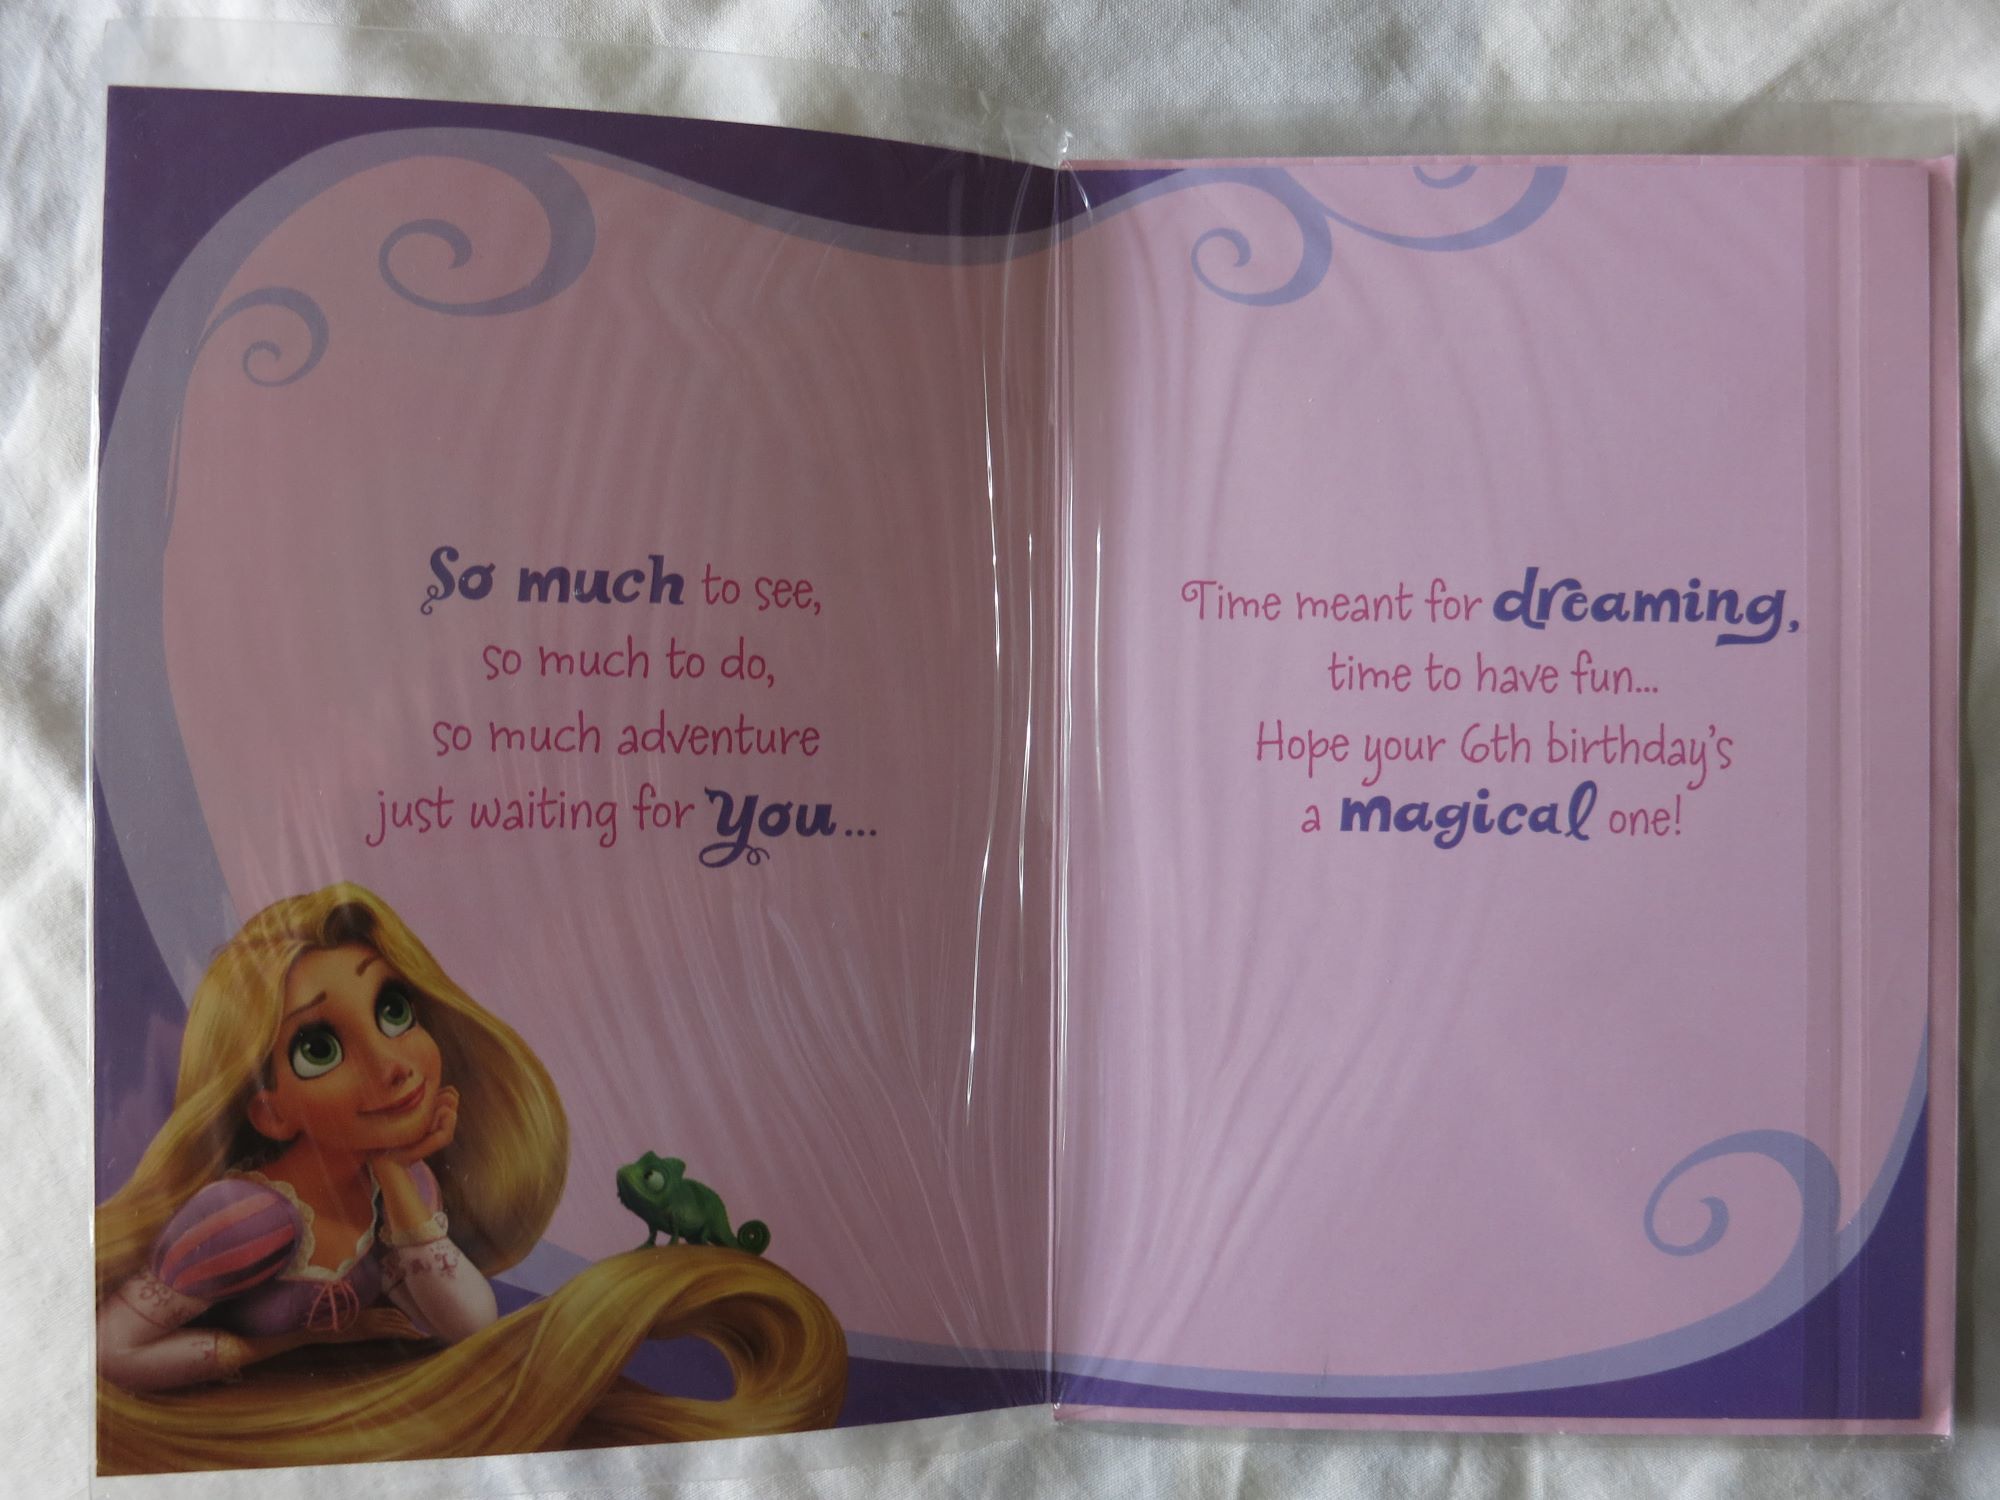 So much to see,
so much to do,
so much adventure
just waiting for you...
Time meant for dreaming,
time to have fun...
Hope your 6th birthday's
a magical one!